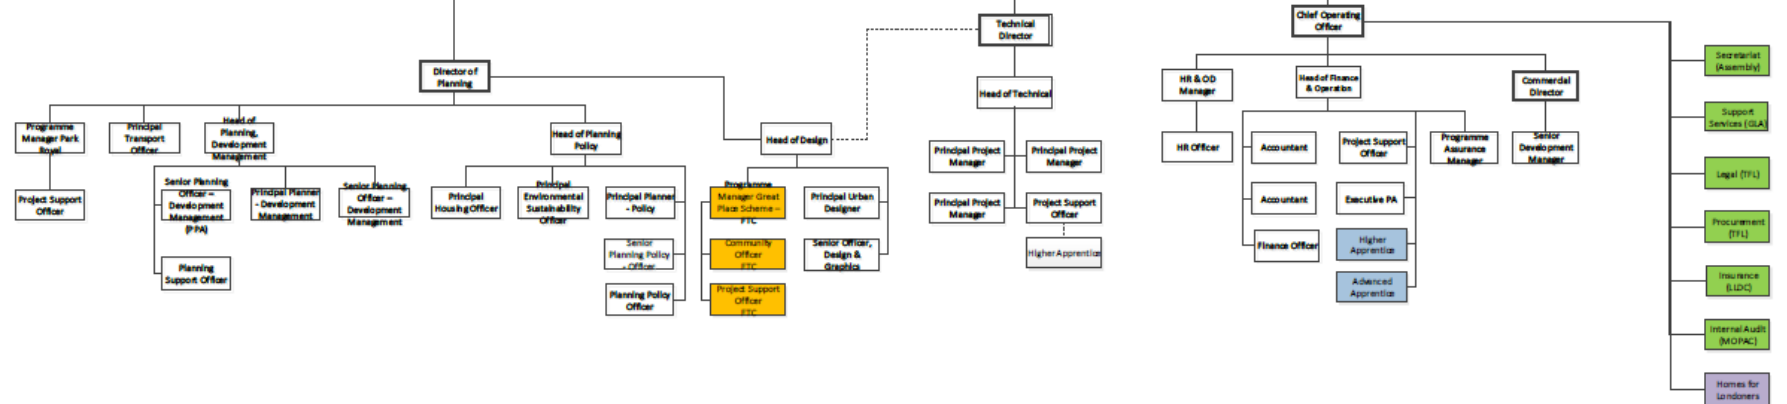 Technical
Director
Chief Operating
Officer
Director of
Planning
Head of Technical
HR & OD
Manager
Head of Finance
& Operation
Commercial
Director
Secretariat
(Assembly)
Programme
Manager Park
Royal
Principal
Transport
Officer
Head of
Planning,
Development
Management
Head of Planning
Policy
Head of Design
Principal Project
Manager
Principal Project
Manager
HR Officer
Accountant
Project Support
Officer
Programme
Assurance
Manager
Senior
Development
Manager
Support
Services (GLA)
Project Support
Officer
Senior Planning
Officer –
Development
Management
(PPA)
Principal Planner
- Development
Management
Senior Planning
Officer –
Development
Management
Principal
Housing Officer
Principal
Environmental
Sustainability
Officer
Principal Planner
- Policy
Programme
Manager Great
Place Scheme –
FTC
Principal Urban
Designer
Principal Project
Manager
Project Support
Officer
Accountant
Executive PA
Legal (TFL)
Planning
Support Officer
Senior
Planning Policy
- Officer
Community
Officer
FTC
Senior Officer,
Design &
Graphics
Higher Apprentice
Finance Officer
Higher
Apprentice
Procurement
(TFL)
Planning Policy
Officer
Project Support
Officer
FTC
Advanced
Apprentice
Insurance
(LLDC)
Internal Audit
(MOPAC)
Homes for
Londoners